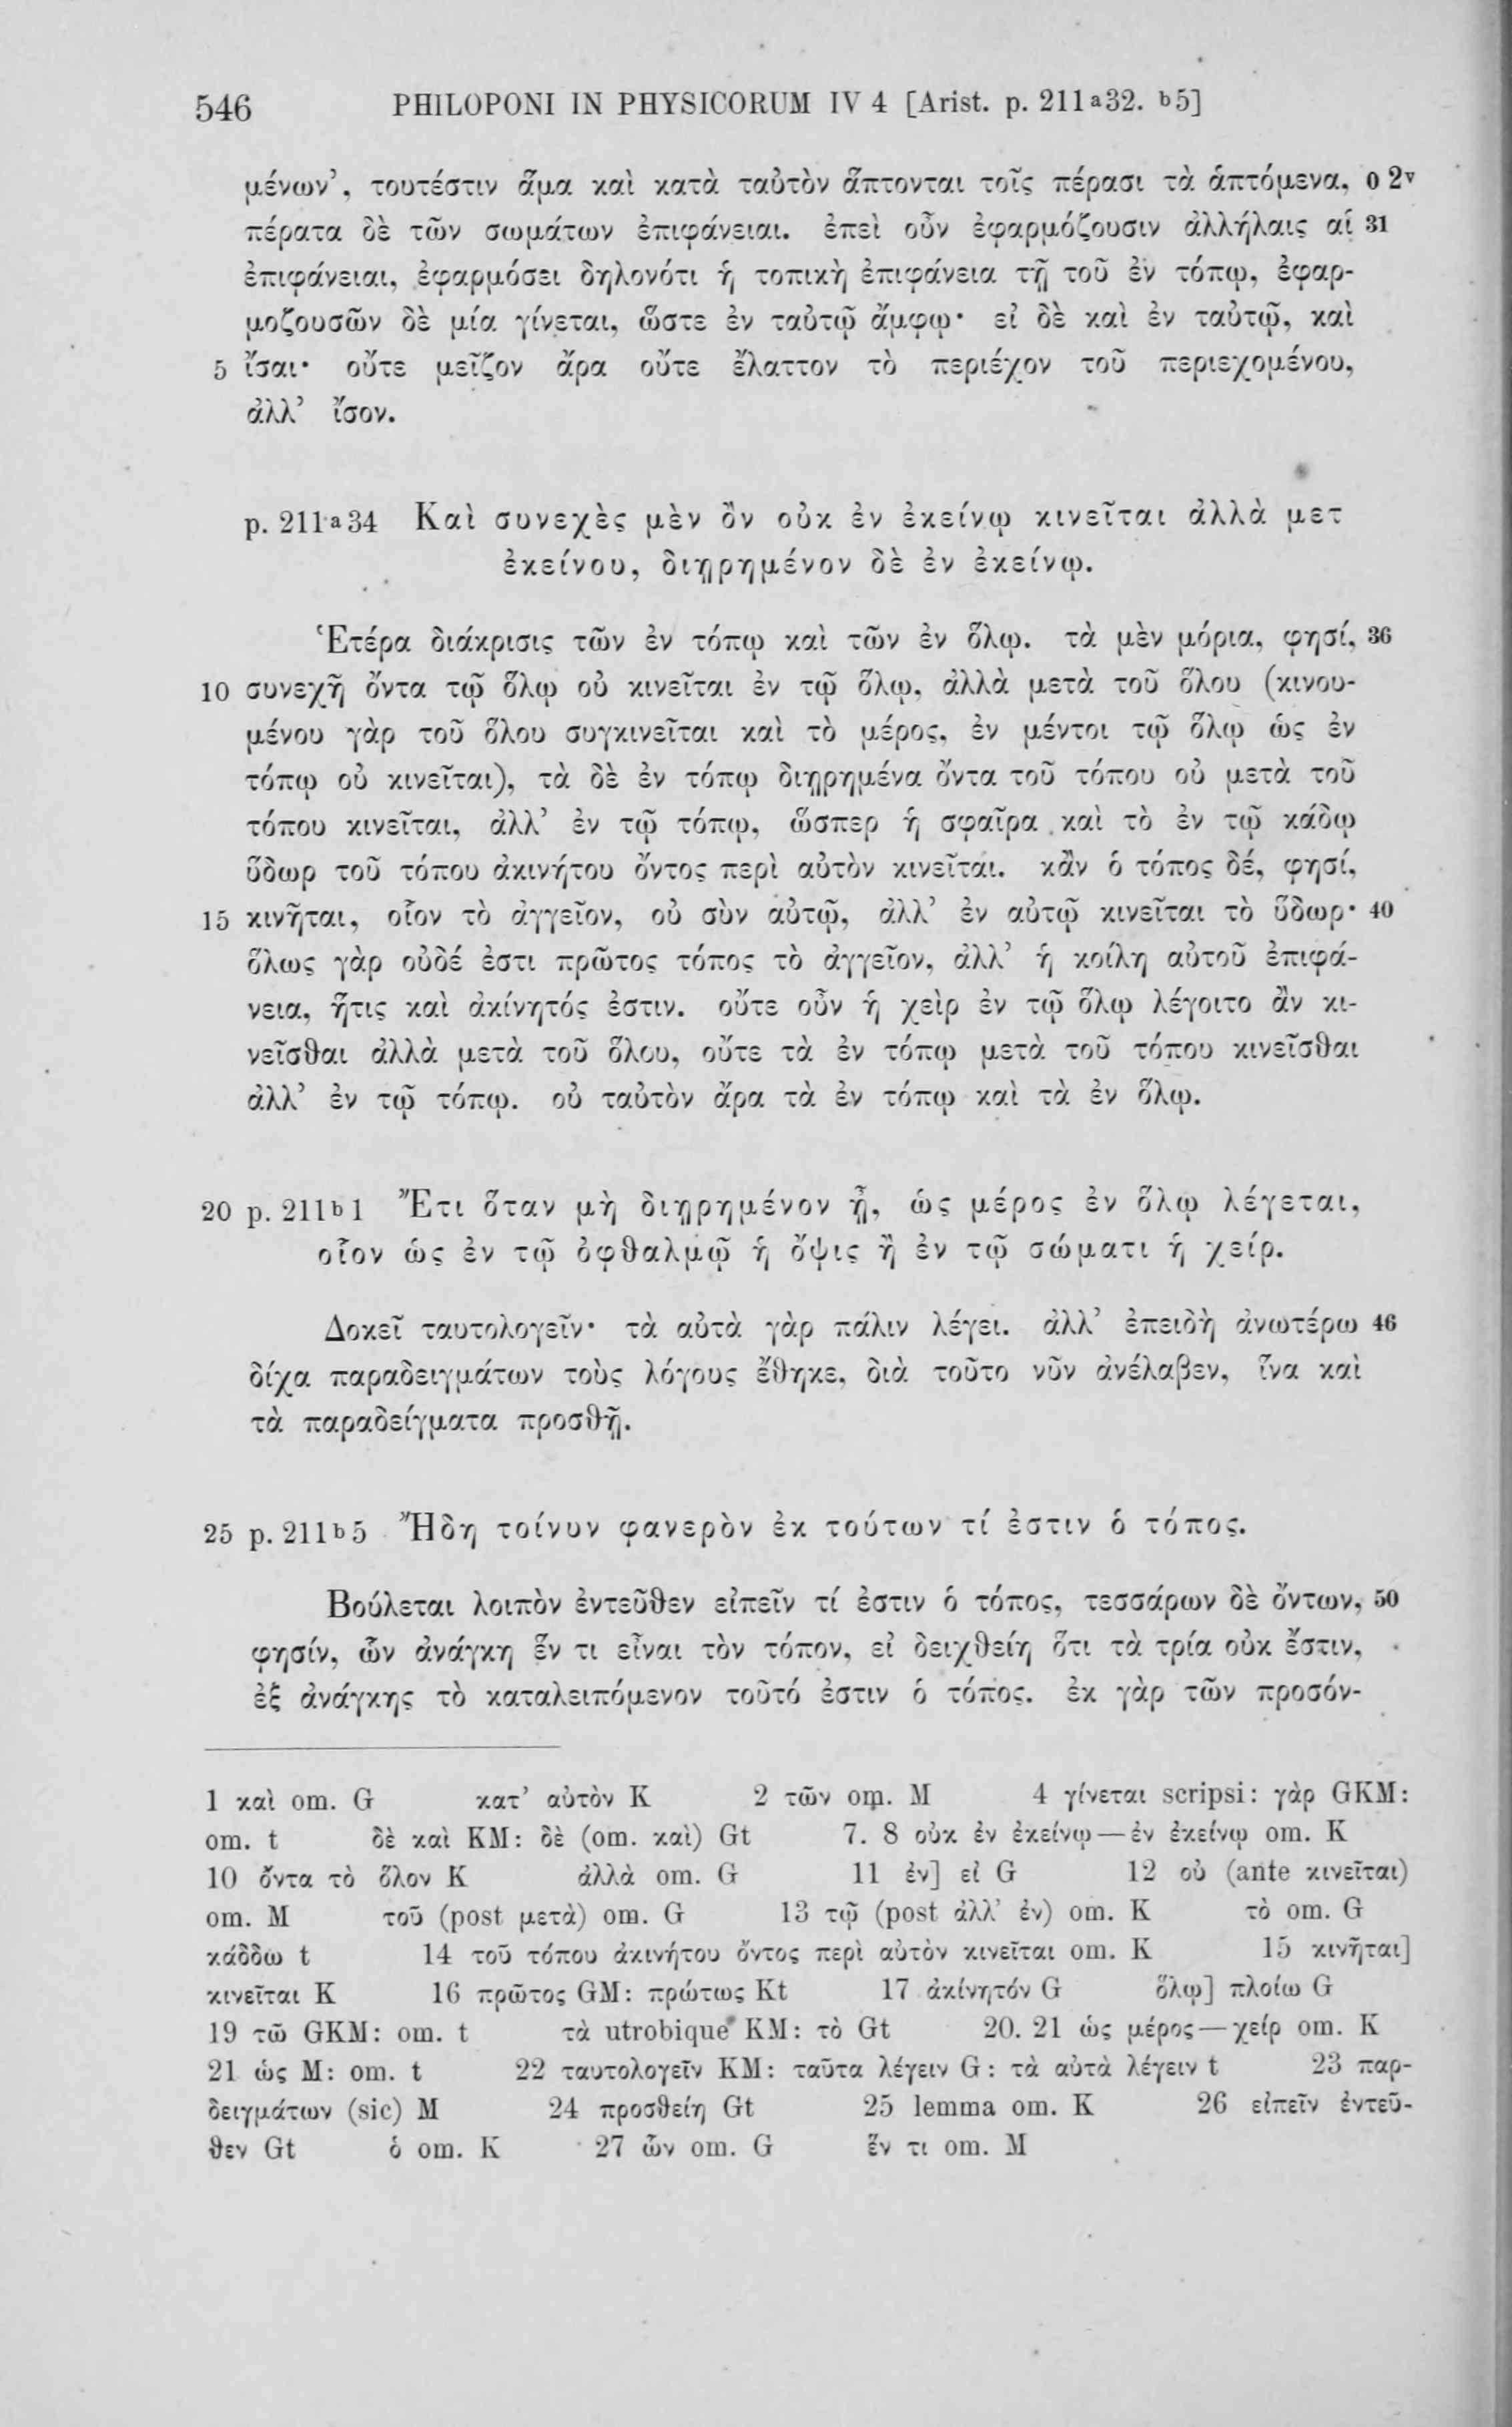 546 PHILOPONI IN PHYSICORUM IV 4 [Arist. p. 211a32. b5]
μένων’, τουτέστιν ἅμα καὶ κατὰ ταὐτὸν ἅπτονται τοῖς πέρασι τὰ ἁπτόμενα, o 2v
πέρατα δὲ τῶν σωμάτων ἐπιφάνειαι. ἐπεὶ οὖν ἐφαρμόζουσιν ἀλλήλαις αἱ 31
ἐπιφάνειαι, ἐφαρμόσει δηλονότι ἡ τοπικὴ ἐπιφάνεια τῇ τοῦ ἐν τόπῳ, ἐφαρ-
μοζουσῶν δὲ μία γίνεται, ὥστε ἐν ταὐτῷ ἄμφω· εἰ δὲ καὶ ἐν ταὐτῷ, καὶ
5 ἴσαι· οὔτε μεῖζον ἄρα οὔτε ἔλαττον τὸ περιέχον τοῦ περιεχομένου,
ἀλλ’ ἴσον.
p. 211a34 Καὶ συνεχὲς μὲν ὂν οὐκ ἐν ἐκείνῳ κινεῖται ἀλλὰ μετ
ἐκείνου, διῃρημένον δὲ ἐν ἐκείνῳ.
Ἑτέρα διάκρισις τῶν ἐν τόπῳ καὶ τῶν ἐν ὅλῳ. τὰ μὲν μόρια, φησί, 36
10 συνεχῆ ὄντα τῷ ὅλῳ οὐ κινεῖται ἐν τῷ ὅλῳ, ἀλλὰ μετὰ τοῦ ὅλου (κινου-
μένου γὰρ τοῦ ὅλου συγκινεῖται καὶ τὸ μέρος, ἐν μέντοι τῷ ὅλῳ ὡς ἐν
τόπῳ οὐ κινεῖται), τὰ δὲ ἐν τόπῳ διῃρημένα ὄντα τοῦ τόπου οὐ μετὰ τοῦ
τόπου κινεῖται, ἀλλ’ ἐν τῷ τόπῳ, ὥσπερ ἡ σφαῖρα καὶ τὸ ἐν τῷ κάδῳ
ὕδωρ τοῦ τόπου ἀκινήτου ὄντος περὶ αὐτὸν κινεῖται. κἂν ὁ τόπος δέ, φησί,
15 κινῆται, οἷον τὸ ἀγγεῖον, οὐ σὺν αὐτῷ, ἀλλ’ ἐν αὐτῷ κινεῖται τὸ ὕδωρ· 40
ὅλως γὰρ οὐδέ ἐστι πρῶτος τόπος τὸ ἀγγεῖον, ἀλλ’ ἡ κοίλη αὐτοῦ ἐπιφά-
νεια, ἥτις καὶ ἀκίνητός ἐστιν. οὔτε οὖν ἡ χεὶρ ἐν τῷ ὅλῳ λέγοιτο ἂν κι-
νεῖσθαι ἀλλὰ μετὰ τοῦ ὅλου, οὔτε τὰ ἐν τόπῳ μετὰ τοῦ τόπου κινεῖσθαι
ἀλλ’ ἐν τῷ τόπῳ. οὐ ταὐτὸν ἄρα τὰ ἐν τόπῳ καὶ τὰ ἐν ὅλῳ.
20 p. 211b1 Ἔτι ὅταν μὴ διῃρημένον ᾖ, ὡς μέρος ἐν ὅλῳ λέγεται,
οἷον ὡς ἐν τῷ ὀφθαλμῷ ἡ ὄψις ἢ ἐν τῷ σώματι ἡ χείρ.
Δοκεῖ ταυτολογεῖν· τὰ αὐτὰ γὰρ πάλιν λέγει. ἀλλ’ ἐπειδὴ ἀνωτέρω 46
δίχα παραδειγμάτων τοὺς λόγους ἔθηκε, διὰ τοῦτο νῦν ἀνέλαβεν, ἵνα καὶ
τὰ παραδείγματα προσθῇ.
25 p. 211b5 Ἤδη τοίνυν φανερὸν ἐκ τούτων τί ἐστιν ὁ τόπος.
Βούλεται λοιπὸν ἐντεῦθεν εἰπεῖν τί ἐστιν ὁ τόπος, τεσσάρων δὲ ὄντων, 50
φησίν, ὧν ἀνάγκη ἕν τι εἶναι τὸν τόπον, εἰ δειχθείη ὅτι τὰ τρία οὐκ ἔστιν,
ἐξ ἀνάγκης τὸ καταλειπόμενον τοῦτό ἐστιν ὁ τόπος. ἐκ γὰρ τῶν προσόν-
1 καὶ om. G κατ’ αὐτὸν K 2 τῶν om. M 4 γίνεται scripsi: γὰρ GKM:
om. t δὲ καὶ KM: δὲ (om. καὶ) Gt 7. 8 οὐκ ἐν ἐκείνῳ — ἐν ἐκείνῳ om. K
10 ὄντα τὸ ὅλον K ἀλλὰ om. G 11 ἐν] εἰ G 12 οὐ (ante κινεῖται)
om. M τοῦ (post μετὰ) om. G 13 τῷ (post ἀλλ’ ἐν) om. K τὸ om. G
κάδδω t 14 τοῦ τόπου ἀκινήτου ὄντος περὶ αὐτὸν κινεῖται om. K 15 κινῆται]
κινεῖται K 16 πρῶτος GM: πρώτως Kt 17 ἀκίνητόν G ὅλῳ] πλοίω G
19 τῶ GKM: om. t τὰ utrobique KM: τὸ Gt 20. 21 ὡς μέρος — χείρ om. K
21 ὡς M: om. t 22 ταυτολογεῖν KM: ταῦτα λέγειν G: τὰ αὐτὰ λέγειν t 23 παρ-
δειγμάτων (sic) M 24 προσθείη Gt 25 lemma om. K 26 εἰπεῖν ἐντεῦ-
θεν Gt ὁ om. K 27 ὧν om. G ἕν τι om. M